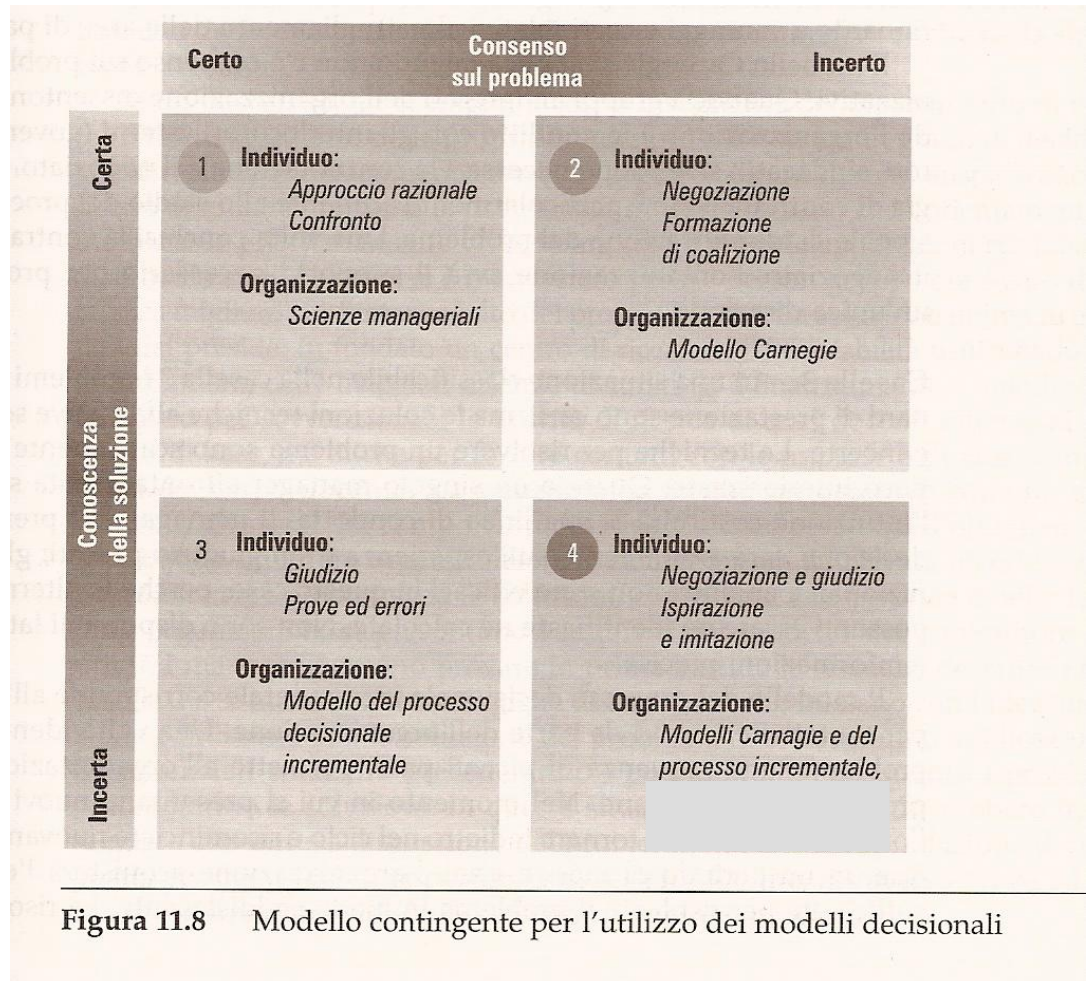 Certo
Consenso
sul problema
Incerto
Conoscenza
della soluzione
Certa
1
Individuo:
Approccio razionale
Confronto
Organizzazione:
Scienze manageriali
2
Individuo:
Negoziazione
Formazione
di coalizione
Organizzazione:
Modello Carnegie
Incerta
3
Individuo:
Giudizio
Prove ed errori
Organizzazione:
Modello del processo
decisionale
incrementale
4
Individuo:
Negoziazione e giudizio
Ispirazione
e imitazione
Organizzazione:
Modelli Carnagie e del
processo incrementale,
Figura 11.8 Modello contingente per l'utilizzo dei modelli decisionali